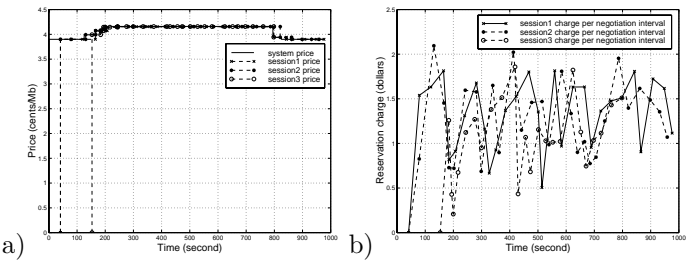 5
4.5
4
3.5
3
2.5
2
1.5
1
0.5
0
Price (cents/Mb)
system price
session1 price
session2 price
session3 price
0 100 200 300 400 500 600 700 800 900 1000
Time (second)
a)
2.5
2
1.5
1
0.5
0
Reservation charge (dollars)
session1 charge per negotiation interval
session2 charge per negotiation interval
session3 charge per negotiation interval
0 100 200 300 400 500 600 700 800 900 1000
Time (second)
b)